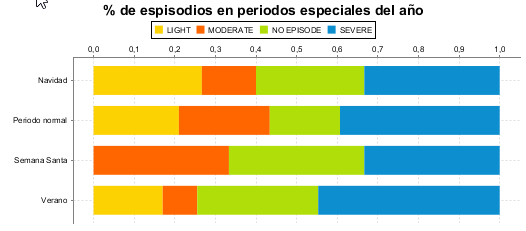 % de espisodios en periodos especiales del año
LIGHT MODERATE NO EPISODE SEVERE
0,0 0,1 0,2 0,3 0,4 0,5 0,6 0,7 0,8 0,9 1,0
Navidad
Periodo normal
Semana Santa
Verano